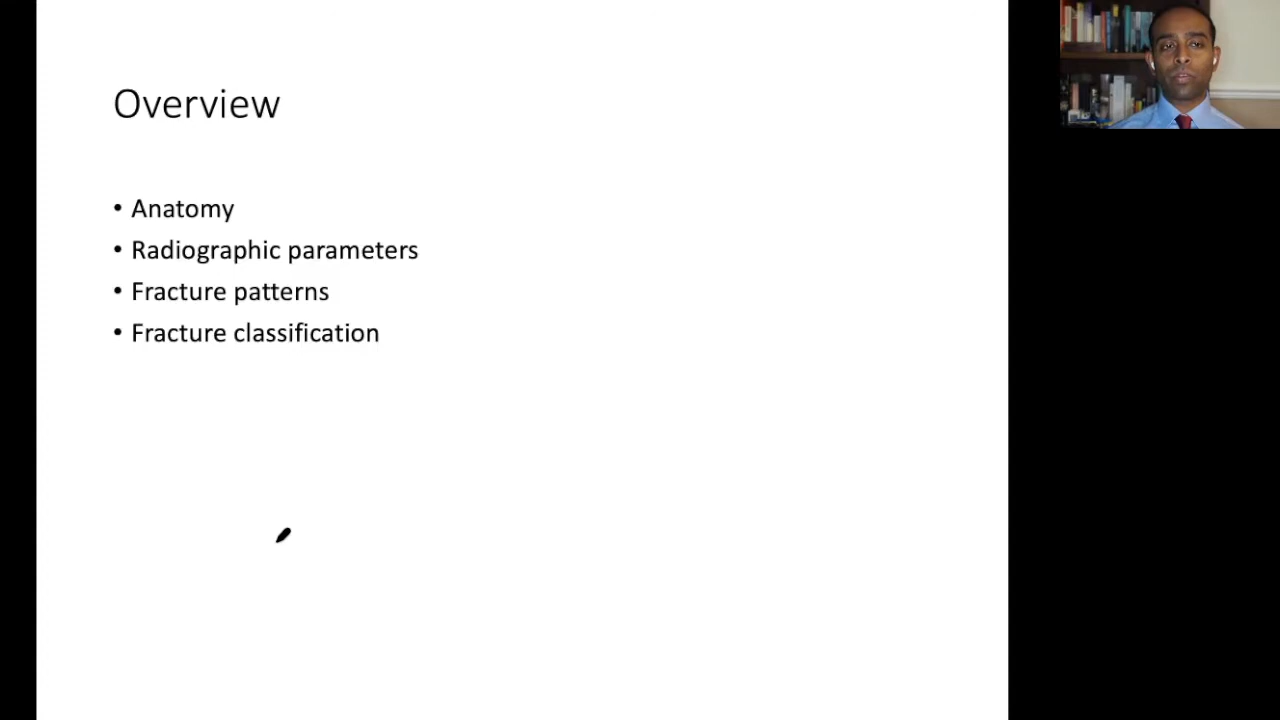 Overview
• Anatomy
• Radiographic parameters
• Fracture patterns
• Fracture classification